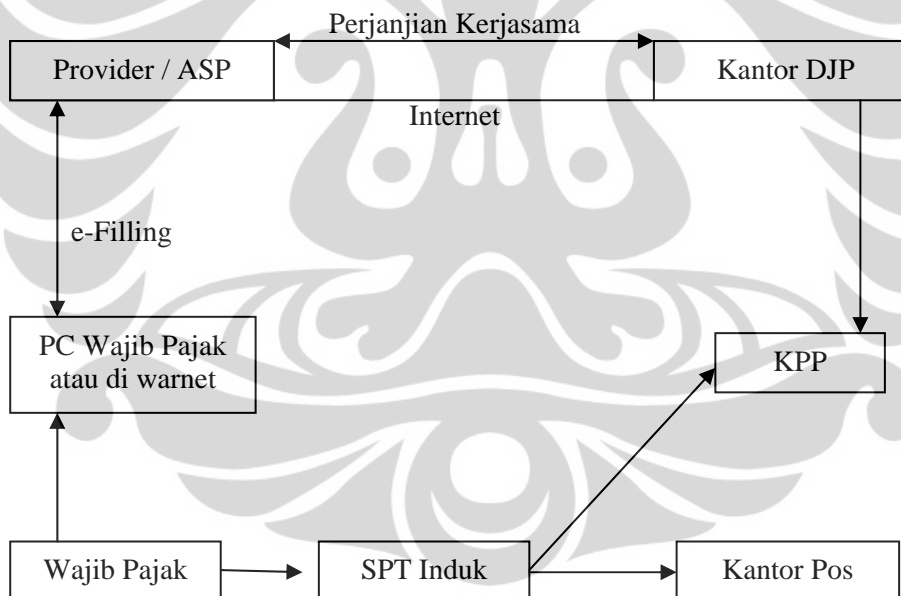 Perjanjian Kerjasama
Provider / ASP
Kantor DJP
Internet
e-Filling
PC Wajib Pajak
atau di warnet
KPP
Wajib Pajak
SPT Induk
Kantor Pos